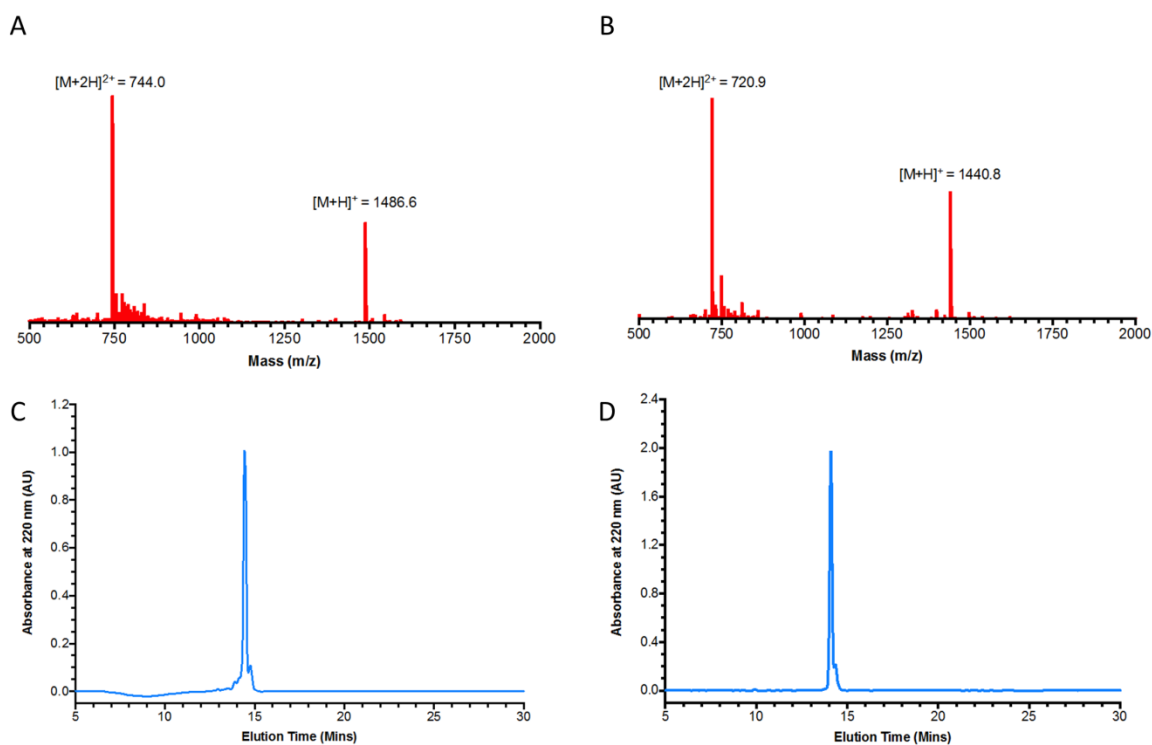 A
[M+2H]²⁺ = 744.0
[M+H]⁺ = 1486.6
500 750 1000 1250 1500 1750 2000
Mass (m/z)
B
[M+2H]²⁺ = 720.9
[M+H]⁺ = 1440.8
500 750 1000 1250 1500 1750 2000
Mass (m/z)
C
Absorbance at 220 nm (AU)
1.2
1.0
0.8
0.6
0.4
0.2
0.0
5 10 15 20 25 30
Elution Time (Mins)
D
Absorbance at 220 nm (AU)
2.4
2.0
1.6
1.2
0.8
0.4
0.0
5 10 15 20 25 30
Elution Time (Mins)